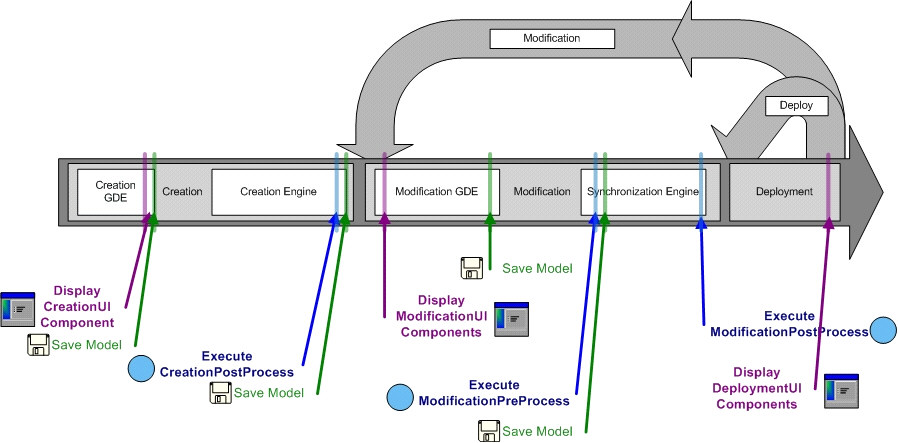 Modification
Deploy
Creation
GDE
Creation
Creation Engine
Modification GDE
Modification
Synchronization Engine
Deployment
Save Model
Display
CreationUI
Component
Display
ModificationUI
Components
Save Model
Execute
CreationPostProcess
Save Model
Execute
ModificationPostProcess
Execute
ModificationPreProcess
Display
DeploymentUI
Components
Save Model